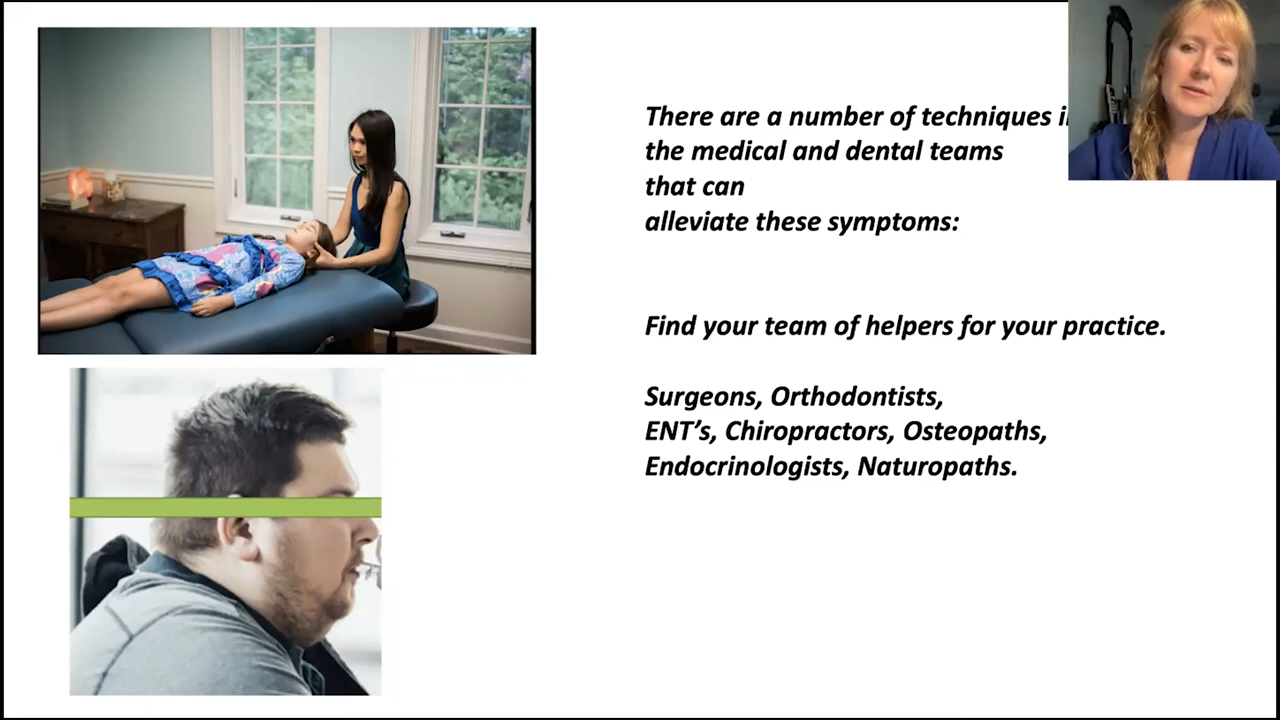 There are a number of techniques
the medical and dental teams
that can
alleviate these symptoms:
Find your team of helpers for your practice.
Surgeons, Orthodontists,
ENT’s, Chiropractors, Osteopaths,
Endocrinologists, Naturopaths.